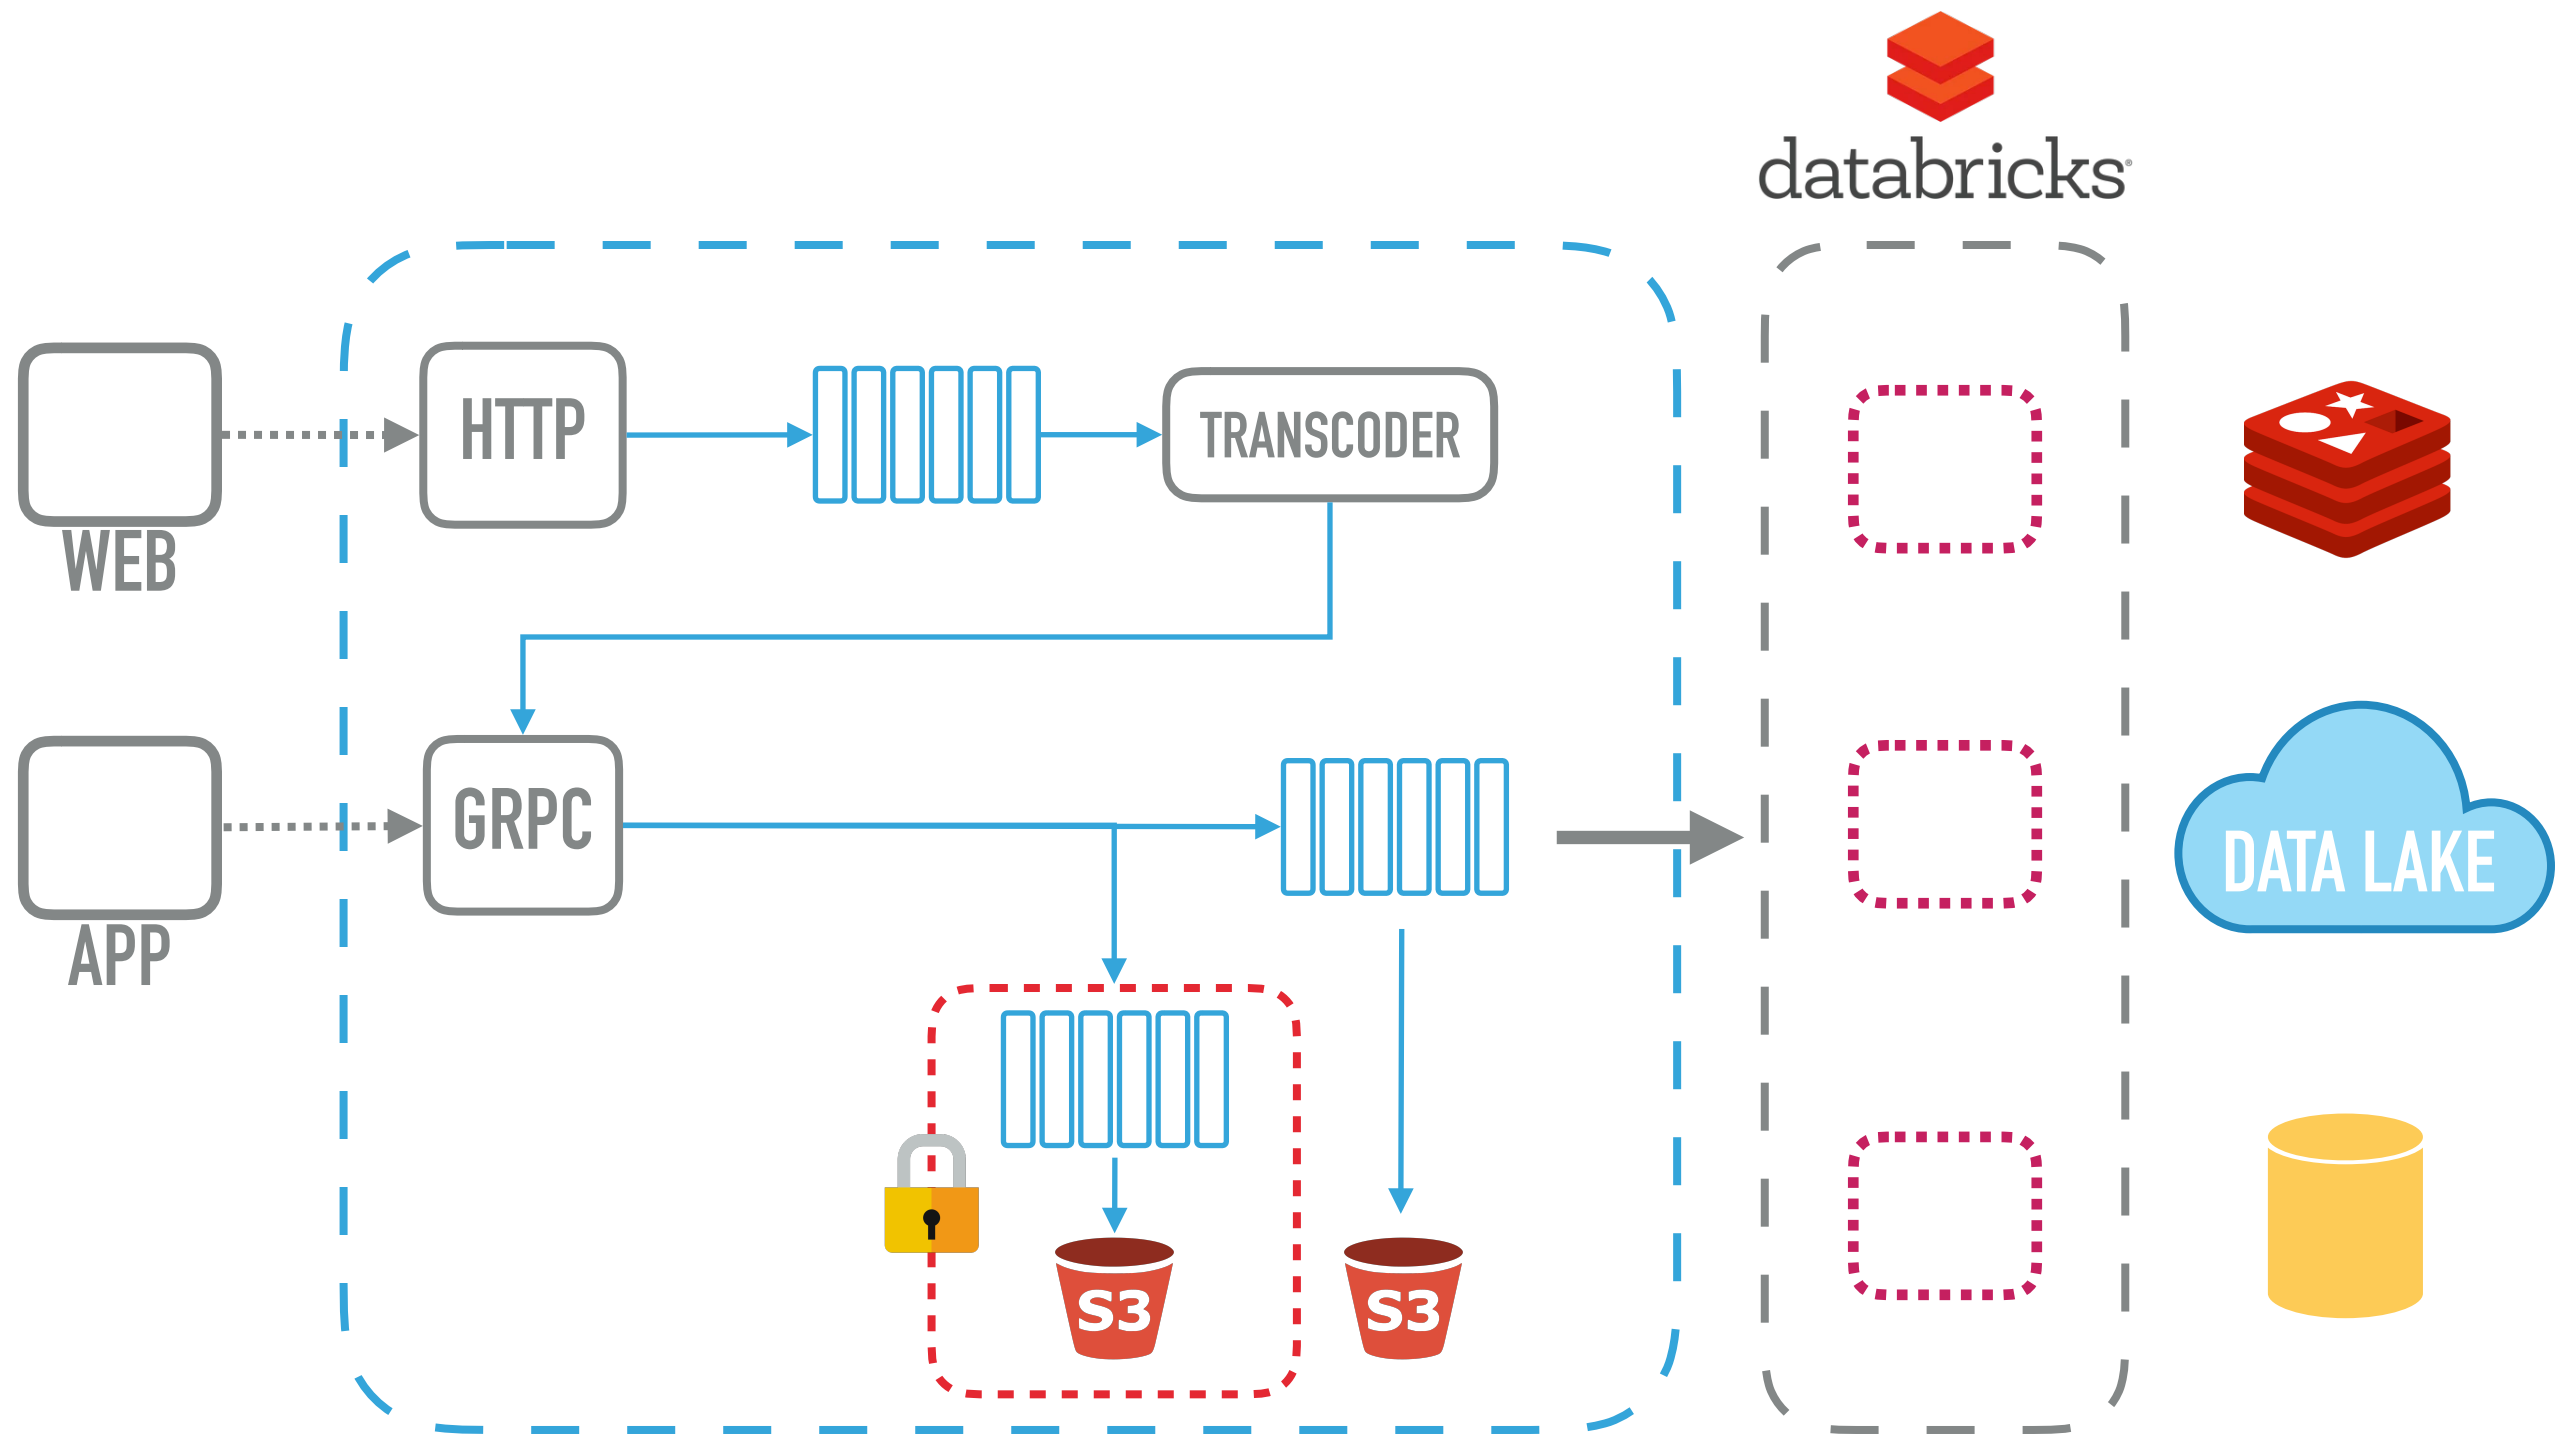 databricks®
HTTP
TRANSCODER
WEB
GRPC
DATA LAKE
APP
S3
S3